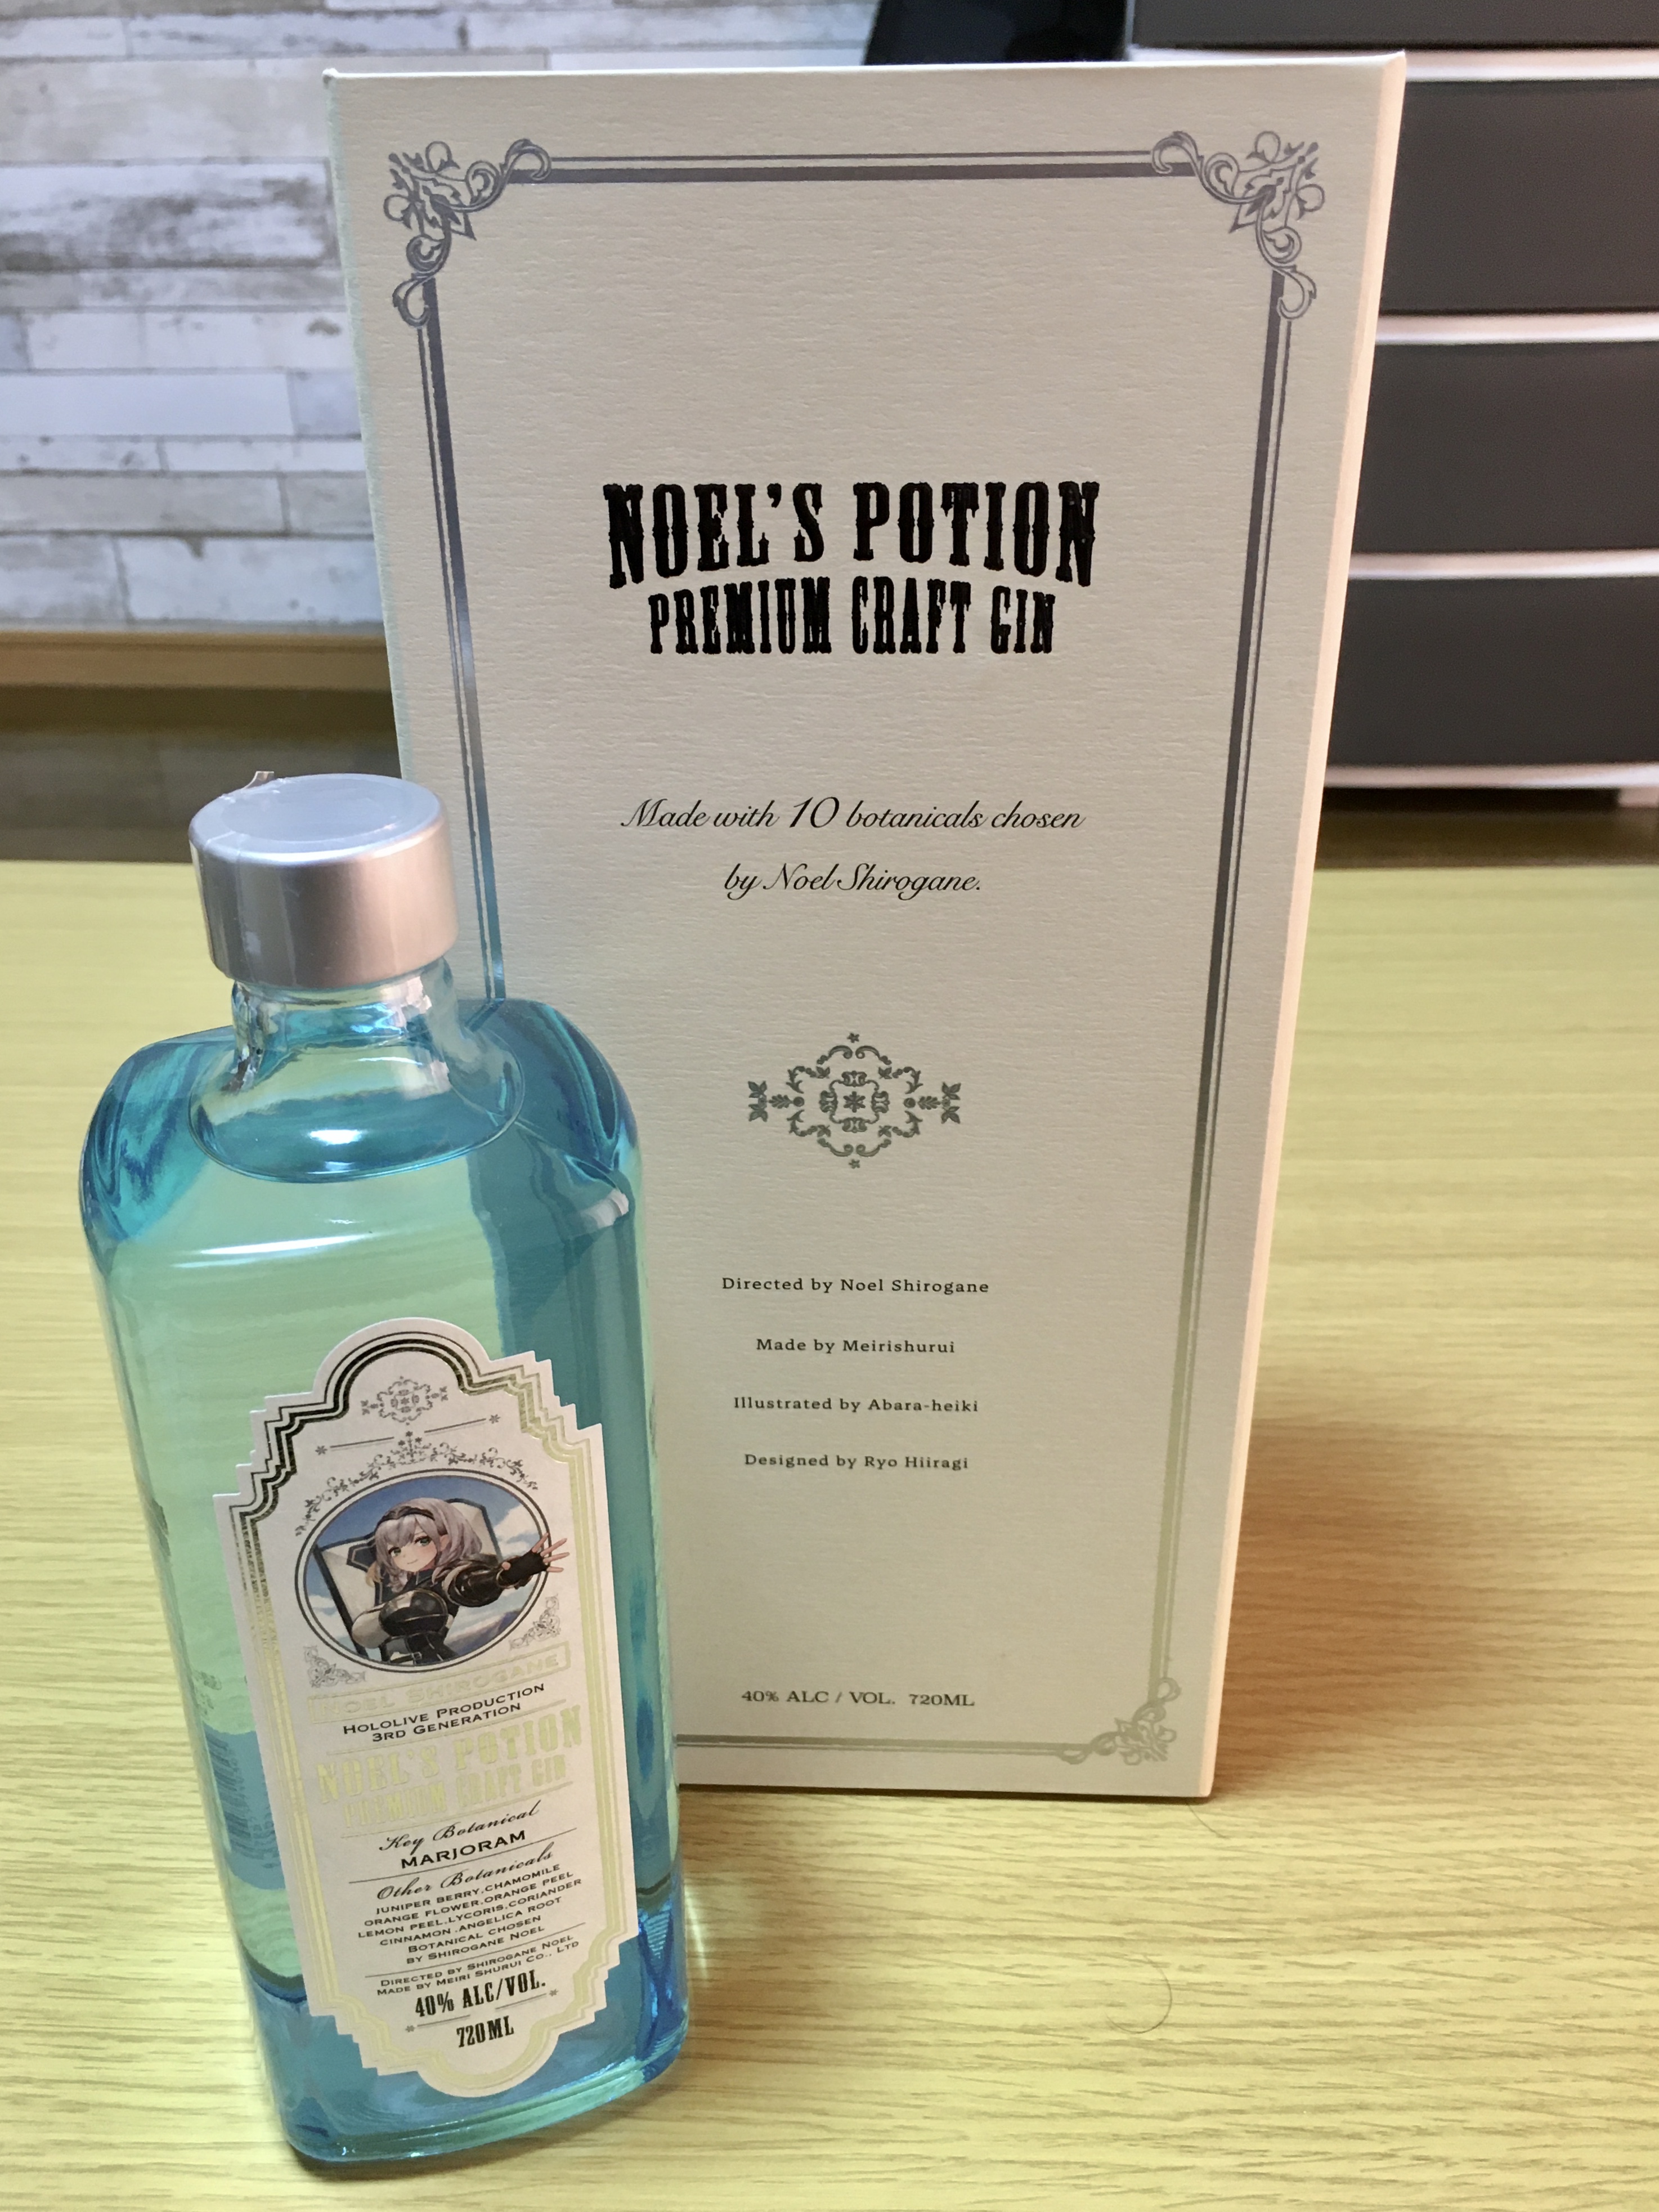 NOEL'S POTION
PREMIUM CRAFT GIN
Made with 10 botanicals chosen
by Noel Shirogane.
Directed by Noel Shirogane
Made by Meirishurui
Illustrated by Abara-heiki
Designed by Ryo Hiiragi
40% ALC / VOL. 720ML
NOEL SHIROGANE
HOLOLIVE PRODUCTION
3RD GENERATION
NOEL'S POTION
PREMIUM CRAFT GIN
Key Botanical
MARJORAM
Other Botanicals
JUNIPER BERRY,CHAMOMILE
ORANGE FLOWER,ORANGE PEEL
LEMON PEEL,LYCORIS,CORIANDER
CINNAMON,ANGELICA ROOT
BOTANICAL CHOSEN
BY SHIROGANE NOEL
DIRECTED BY SHIROGANE NOEL
MADE BY MEIRI SHURUI CO., LTD
40% ALC/VOL.
720ML